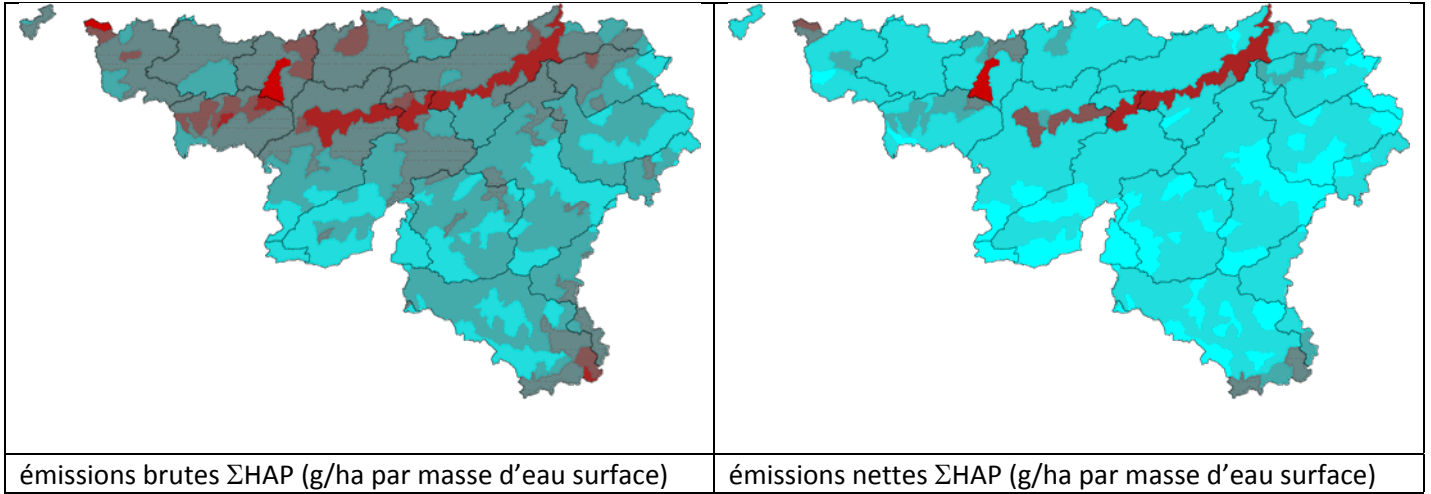 émissions brutes ΣHAP (g/ha par masse d’eau surface)
émissions nettes ΣHAP (g/ha par masse d’eau surface)